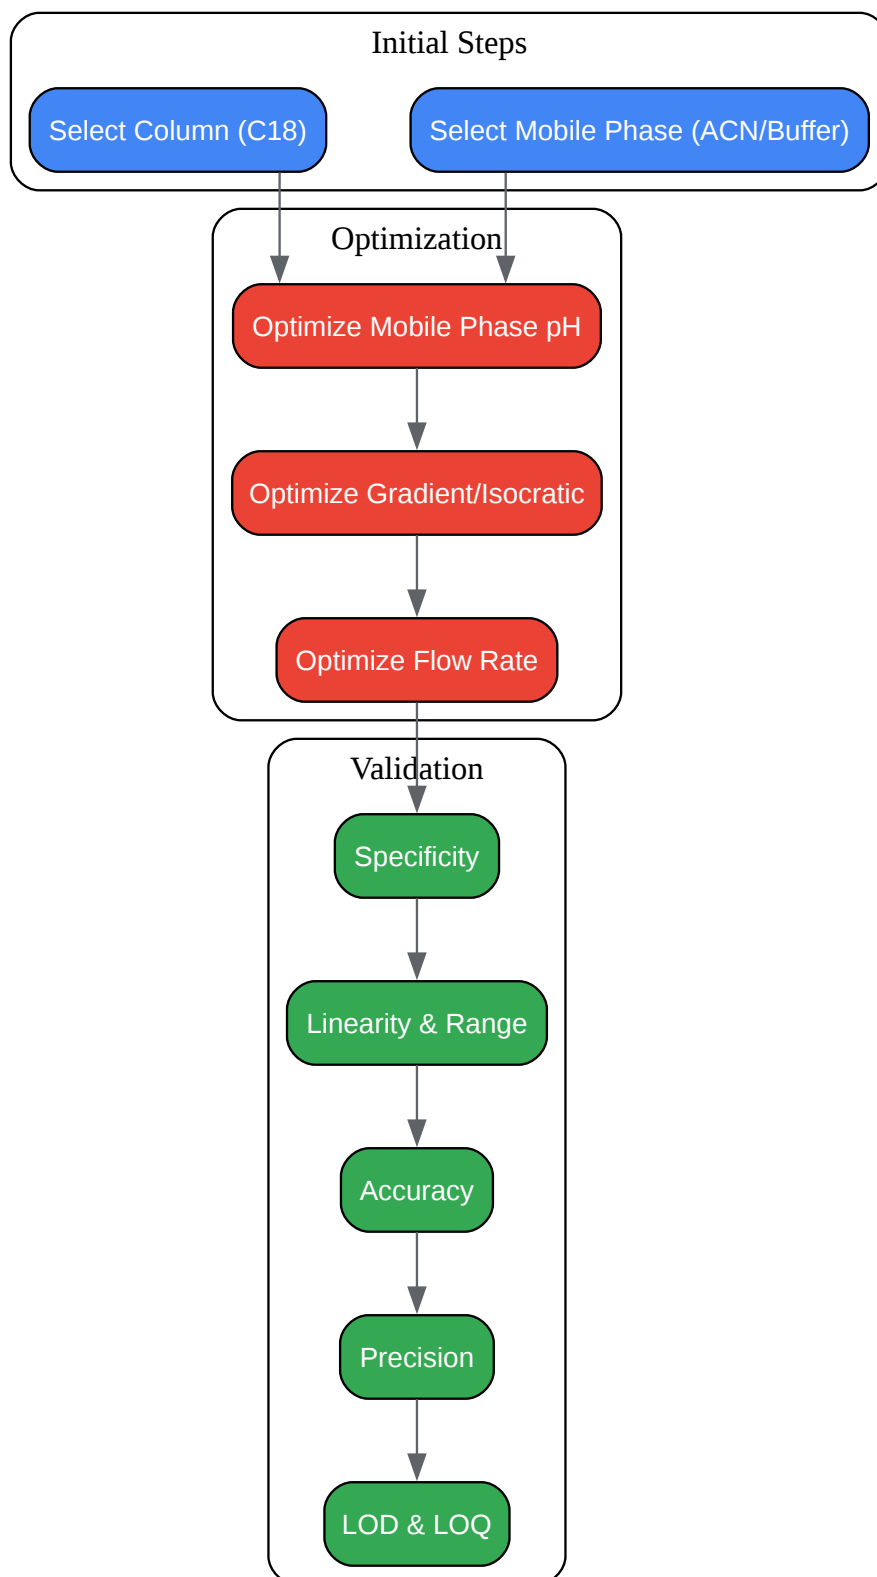 Initial Steps
Select Column (C18)
Select Mobile Phase (ACN/Buffer)
Optimization
Optimize Mobile Phase pH
Optimize Gradient/Isocratic
Optimize Flow Rate
Validation
Specificity
Linearity & Range
Accuracy
Precision
LOD & LOQ